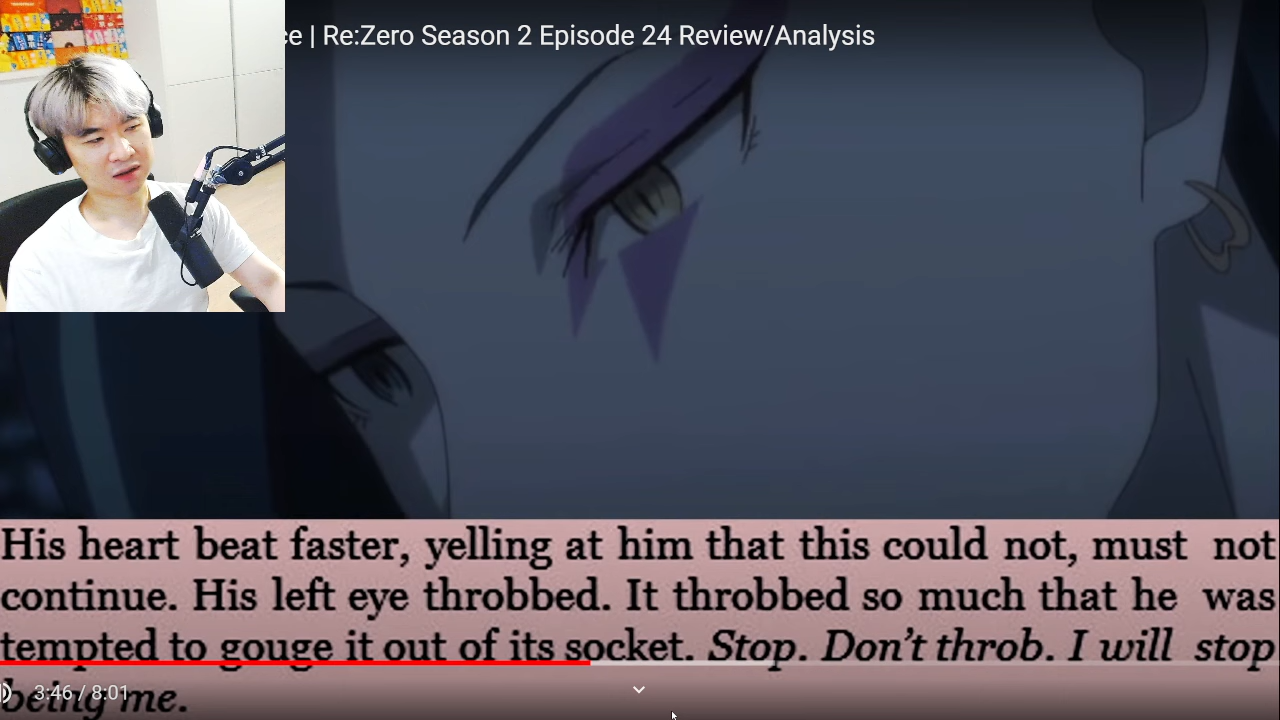 ce | Re:Zero Season 2 Episode 24 Review/Analysis
His heart beat faster, yelling at him that this could not, must not
continue. His left eye throbbed. It throbbed so much that he was
tempted to gouge it out of its socket. Stop. Don’t throb. I will stop
being me.
3:46 / 8:01